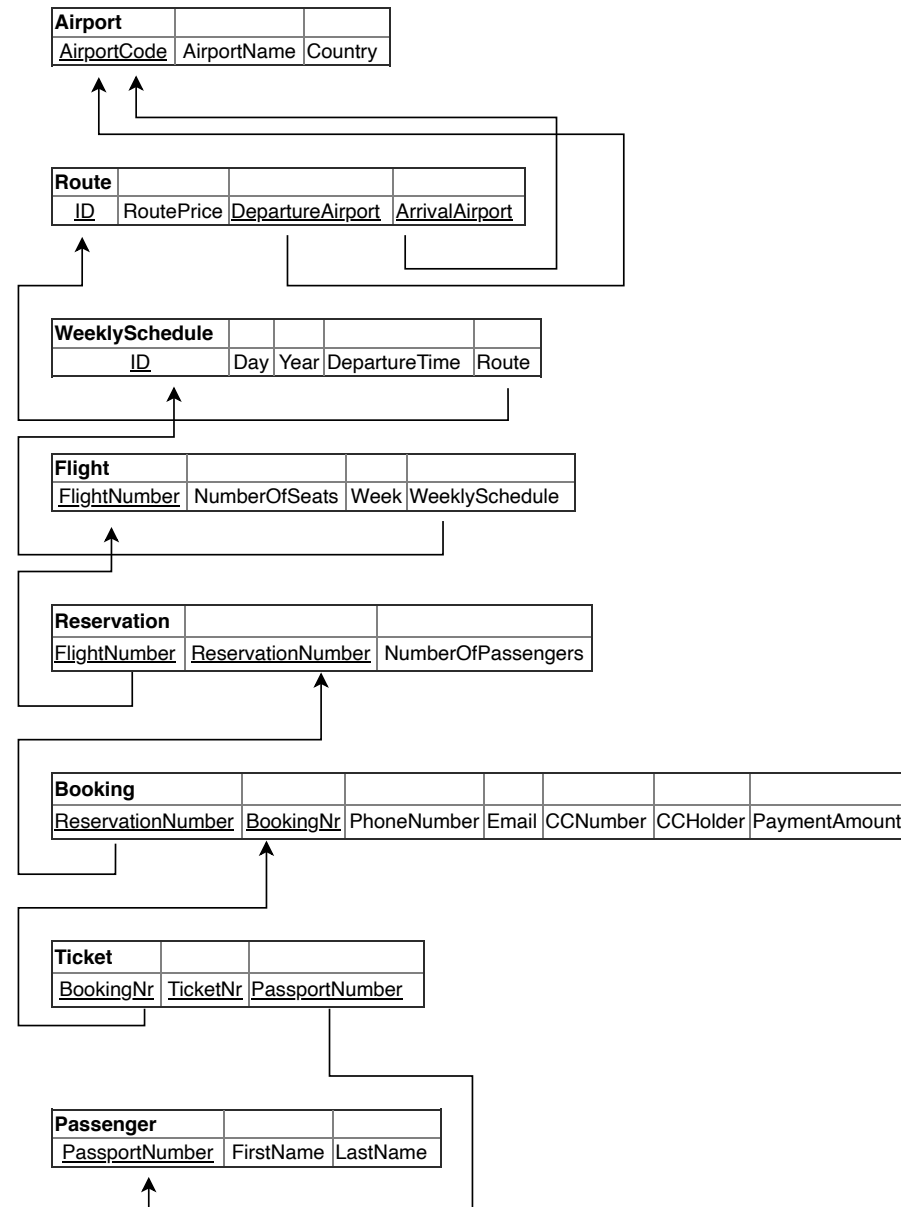 Airport
AirportCode AirportName Country
Route
ID RoutePrice DepartureAirport ArrivalAirport
WeeklySchedule
ID Day Year DepartureTime Route
Flight
FlightNumber NumberOfSeats Week WeeklySchedule
Reservation
FlightNumber ReservationNumber NumberOfPassengers
Booking
ReservationNumber BookingNr PhoneNumber Email CCNumber CCHolder PaymentAmount
Ticket
BookingNr TicketNr PassportNumber
Passenger
PassportNumber FirstName LastName